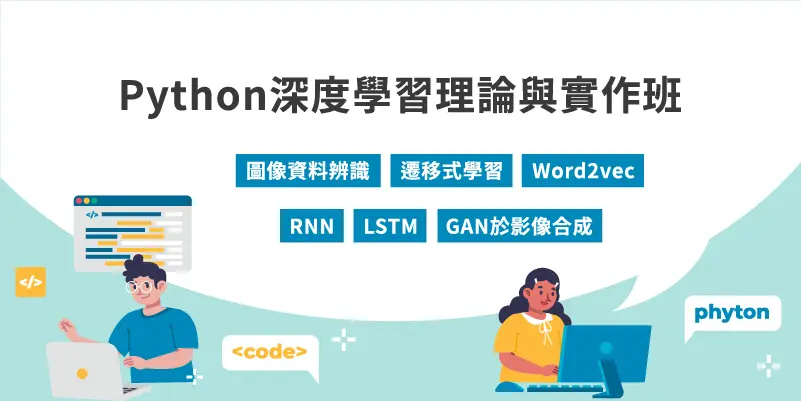 Python深度學習理論與實作班
圖像資料辨識 遷移式學習 Word2vec
RNN LSTM GAN於影像合成
</>
</>
<code>
phyton